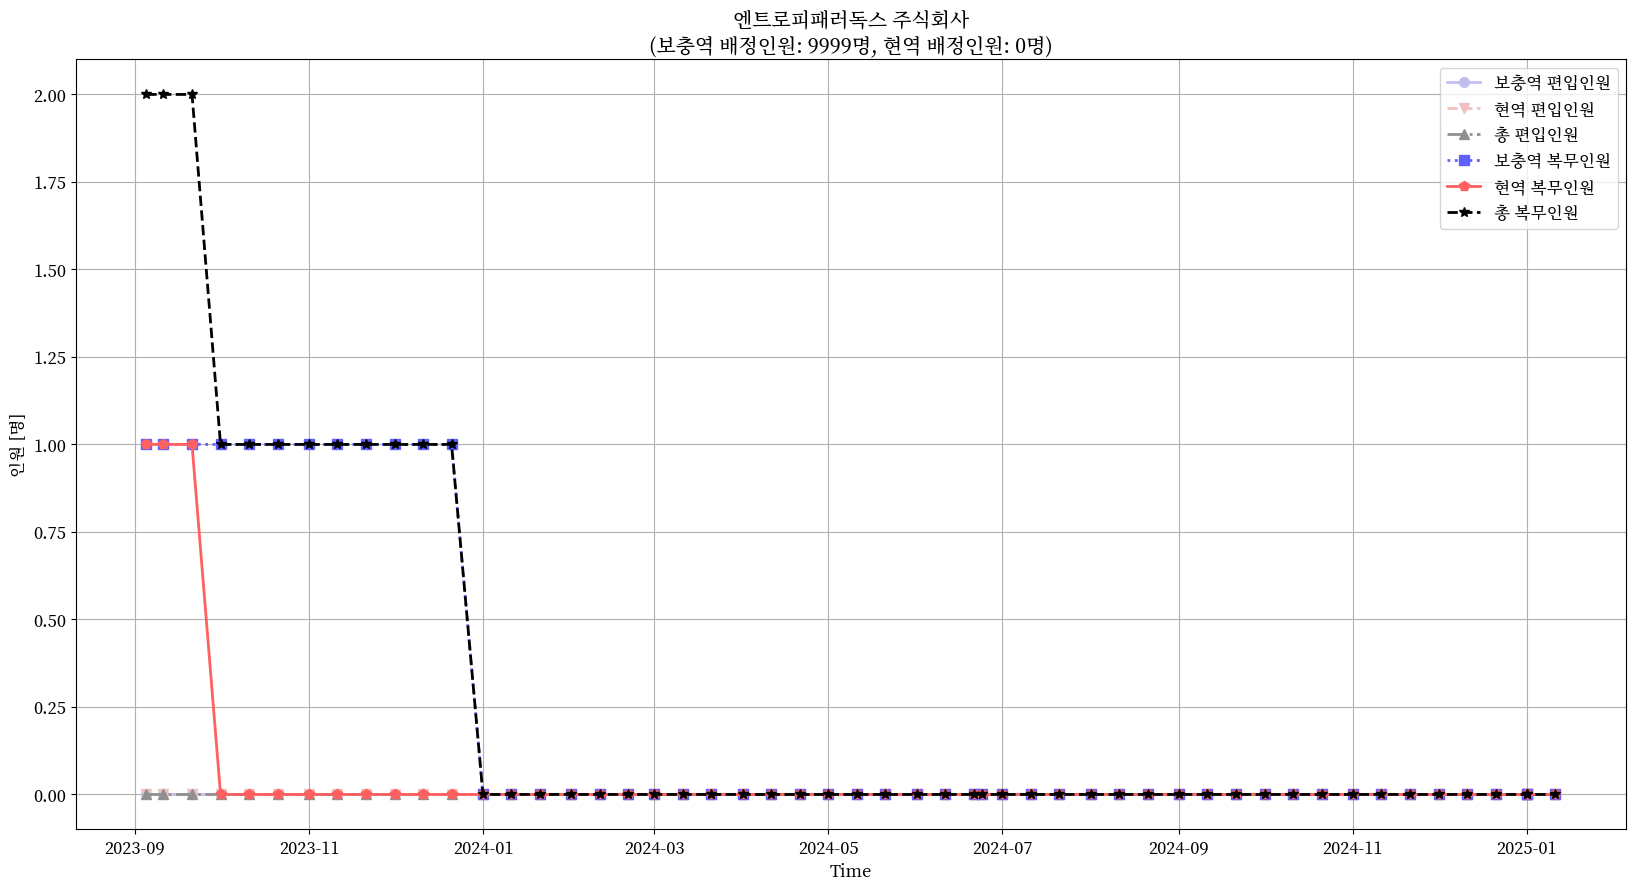 엔트로피패러독스 주식회사
(보충역 배정인원: 9999명, 현역 배정인원: 0명)
보충역 편입인원
현역 편입인원
총 편입인원
보충역 복무인원
현역 복무인원
총 복무인원
인원 [명]
2.00
1.75
1.50
1.25
1.00
0.75
0.50
0.25
0.00
2023-09 2023-11 2024-01 2024-03 2024-05 2024-07 2024-09 2024-11 2025-01
Time